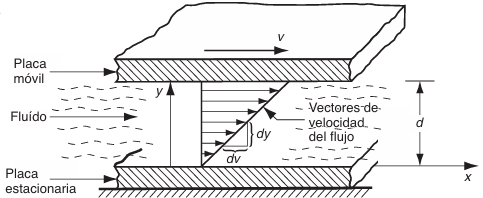 v
Placa
móvil
y
Fluído
Vectores de
velocidad
del flujo
dy
d
dv
Placa
estacionaria
x